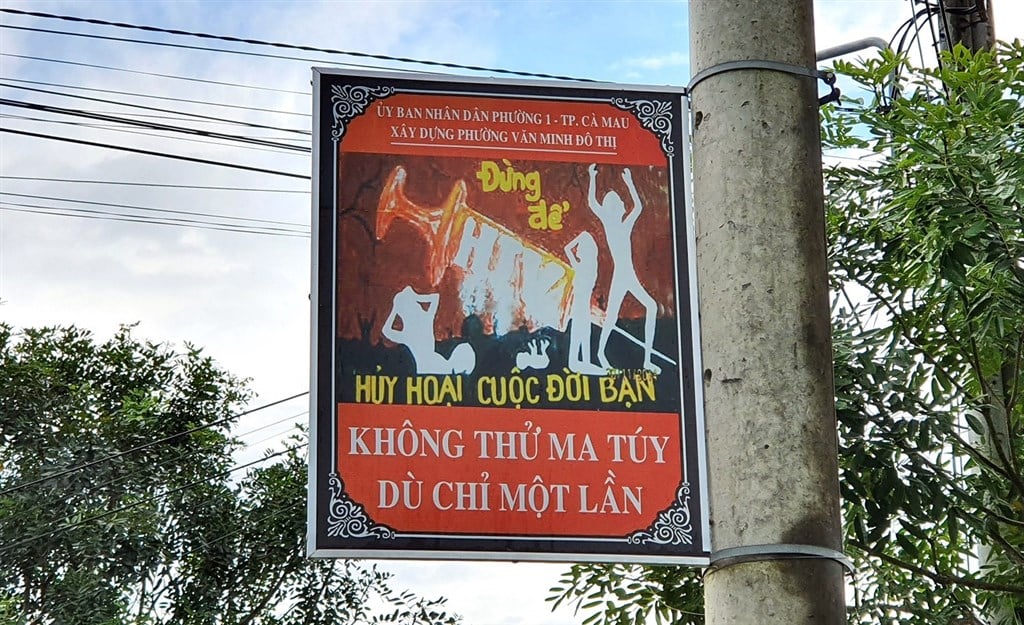 ỦY BAN NHÂN DÂN PHƯỜNG 1 - TP. CÀ MAU
XÂY DỰNG PHƯỜNG VĂN MINH ĐÔ THỊ
Đừng
để
HỦY HOẠI CUỘC ĐỜI BẠN
KHÔNG THỬ MA TÚY
DÙ CHỈ MỘT LẦN